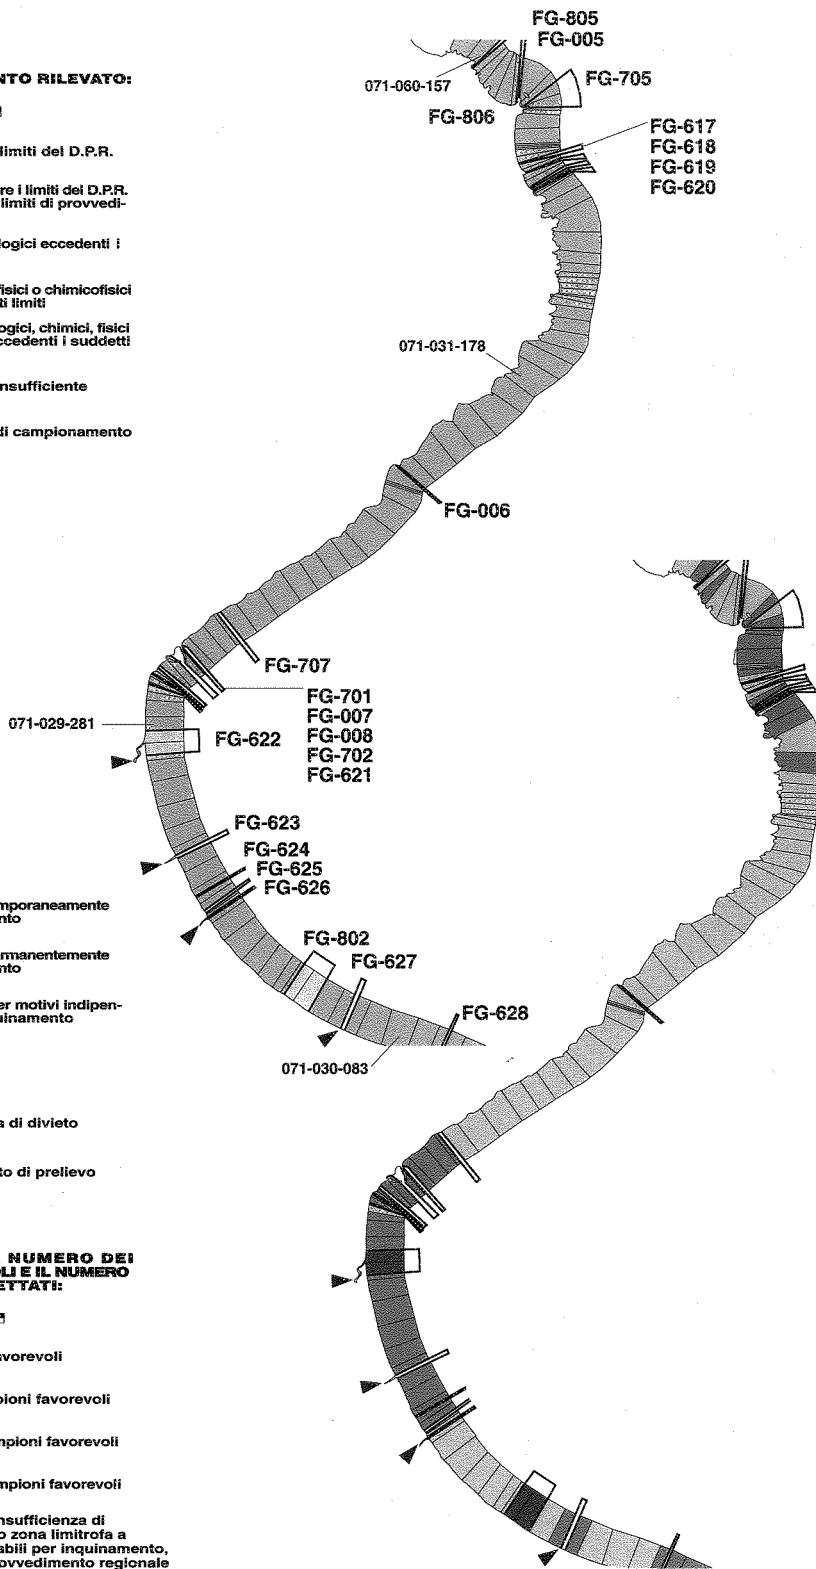 FG-805
FG-005
NTO RILEVATO:
071-060-157
FG-705
FG-806
FG-617
FG-618
FG-619
FG-620
limiti del D.P.R.
re i limiti del D.P.R.
limiti di provvedi-
logici eccedenti i
fisici o chimicofisici
ti limiti
ogici, chimici, fisici
ccedenti i suddetti
071-031-178
nsufficiente
di campionamento
FG-006
FG-707
FG-701
FG-007
FG-008
FG-702
FG-621
071-029-281
FG-622
FG-623
FG-624
FG-625
FG-626
mporaneamente
nto
FG-802
FG-627
rmanentemente
nto
er motivi indipen-
uinamento
FG-628
071-030-083
a di divieto
to di prelievo
NUMERO DEI
OLI E IL NUMERO
ETTATI:
avorevoli
pioni favorevoli
mpioni favorevoli
mpioni favorevoli
nsufficienza di
o zona limitrofa a
abili per inquinamento,
ovvedimento regionale